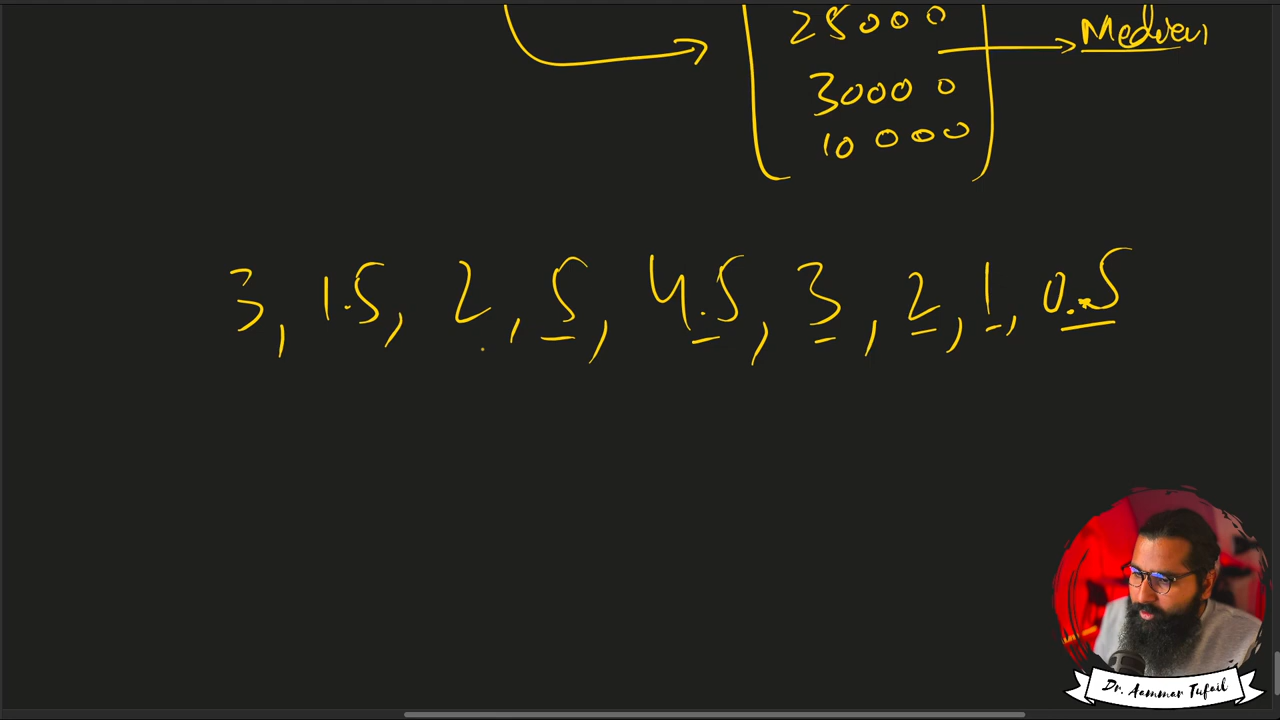 25000
Median
30000
10000
3, 1.5, 2, 5, 4.5, 3, 2, 1, 0.5
Dr. Aammar Tufail